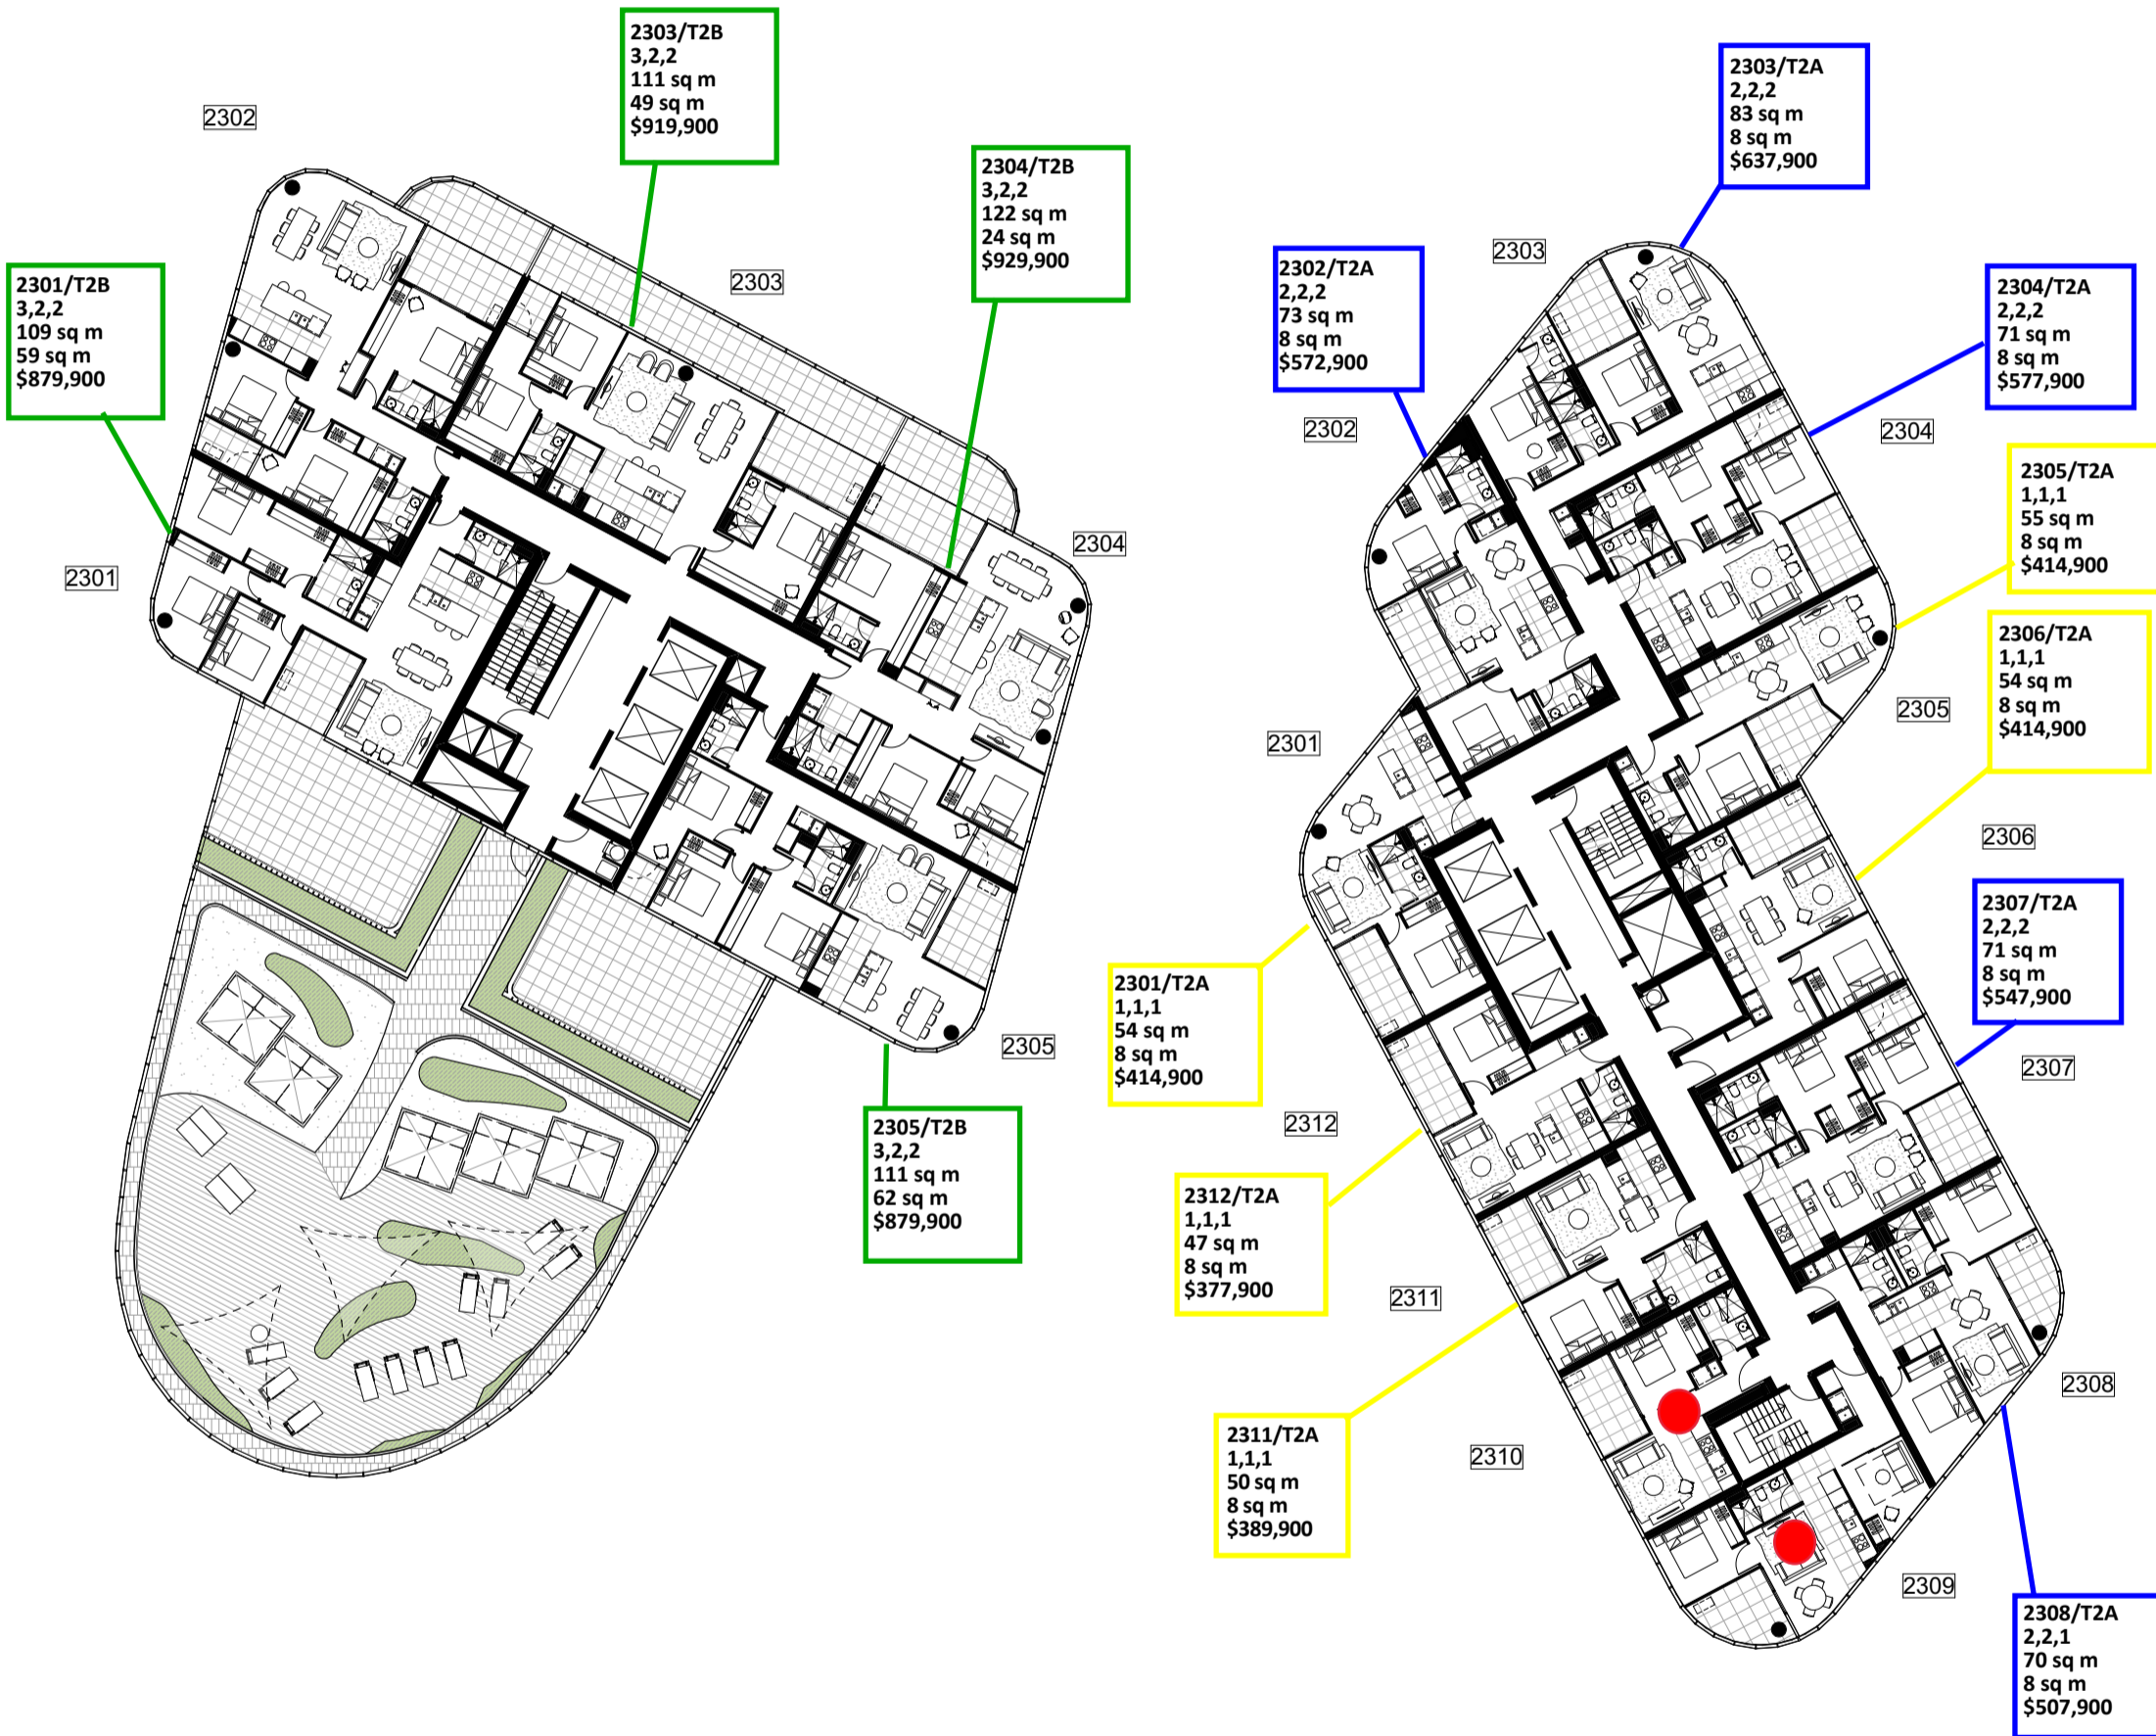 2303/T2B
3,2,2
111 sq m
49 sq m
$919,900
2302
2304/T2B
3,2,2
122 sq m
24 sq m
$929,900
2303
2301/T2B
3,2,2
109 sq m
59 sq m
$879,900
2304
2301
2305
2305/T2B
3,2,2
111 sq m
62 sq m
$879,900
2303/T2A
2,2,2
83 sq m
8 sq m
$637,900
2303
2302/T2A
2,2,2
73 sq m
8 sq m
$572,900
2304/T2A
2,2,2
71 sq m
8 sq m
$577,900
2302
2304
2305/T2A
1,1,1
55 sq m
8 sq m
$414,900
2306/T2A
1,1,1
54 sq m
8 sq m
$414,900
2305
2301
2306
2307/T2A
2,2,2
71 sq m
8 sq m
$547,900
2301/T2A
1,1,1
54 sq m
8 sq m
$414,900
2307
2312
2312/T2A
1,1,1
47 sq m
8 sq m
$377,900
2311
2308
2311/T2A
1,1,1
50 sq m
8 sq m
$389,900
2310
2309
2308/T2A
2,2,1
70 sq m
8 sq m
$507,900